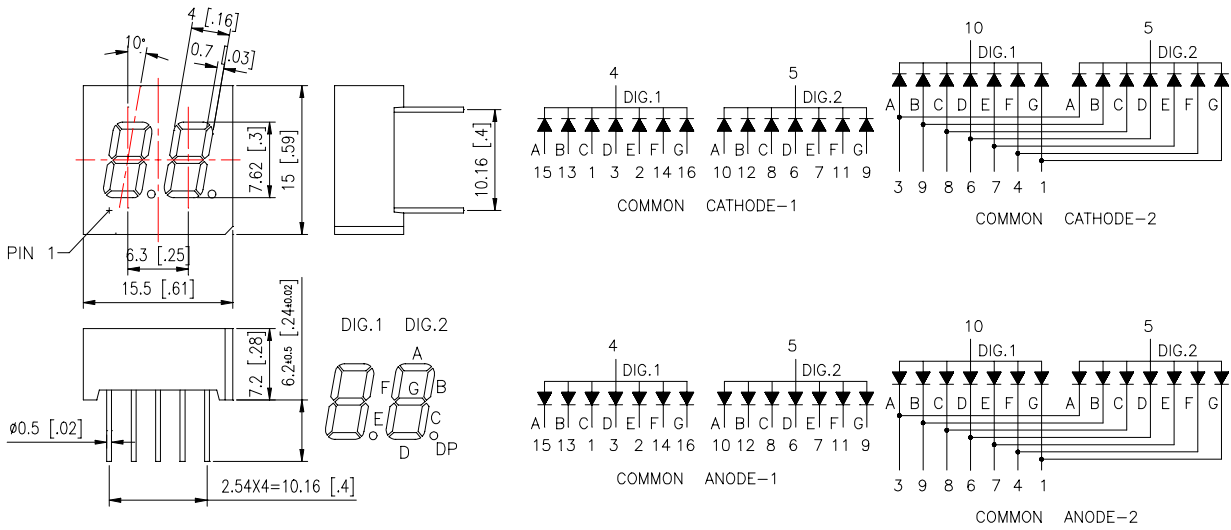 4 [.16]
10°
0.7 [.03]
7.62 [.3]
15 [.59]
PIN 1
6.3 [.25]
15.5 [.61]
10.16 [.4]
4 5
DIG.1 DIG.2
A B C D E F G A B C D E F G
15 13 1 3 2 14 16 10 12 8 6 7 11 9
COMMON CATHODE-1
10 5
DIG.1 DIG.2
A B C D E F G A B C D E F G
3 9 8 6 7 4 1
COMMON CATHODE-2
7.2 [.28]
6.2±0.5 [.24±0.02]
ø0.5 [.02]
2.54X4=10.16 [.4]
DIG.1 DIG.2
A
F G B
E C
D DP
4 5
DIG.1 DIG.2
A B C D E F G A B C D E F G
15 13 1 3 2 14 16 10 12 8 6 7 11 9
COMMON ANODE-1
10 5
DIG.1 DIG.2
A B C D E F G A B C D E F G
3 9 8 6 7 4 1
COMMON ANODE-2